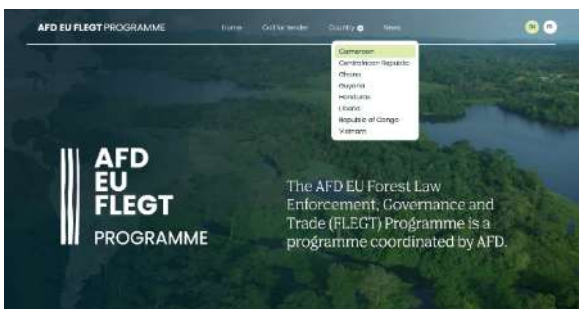 AFD EU FLEGT PROGRAMME
Home
Call for tender
Country
News
EN
FR
Cameroon
Centrafrican Republic
Ghana
Guyana
Honduras
Liberia
Republic of Congo
Vietnam
AFD
EU
FLEGT
PROGRAMME
The AFD EU Forest Law
Enforcement, Governance and
Trade (FLEGT) Programme is a
programme coordinated by AFD.